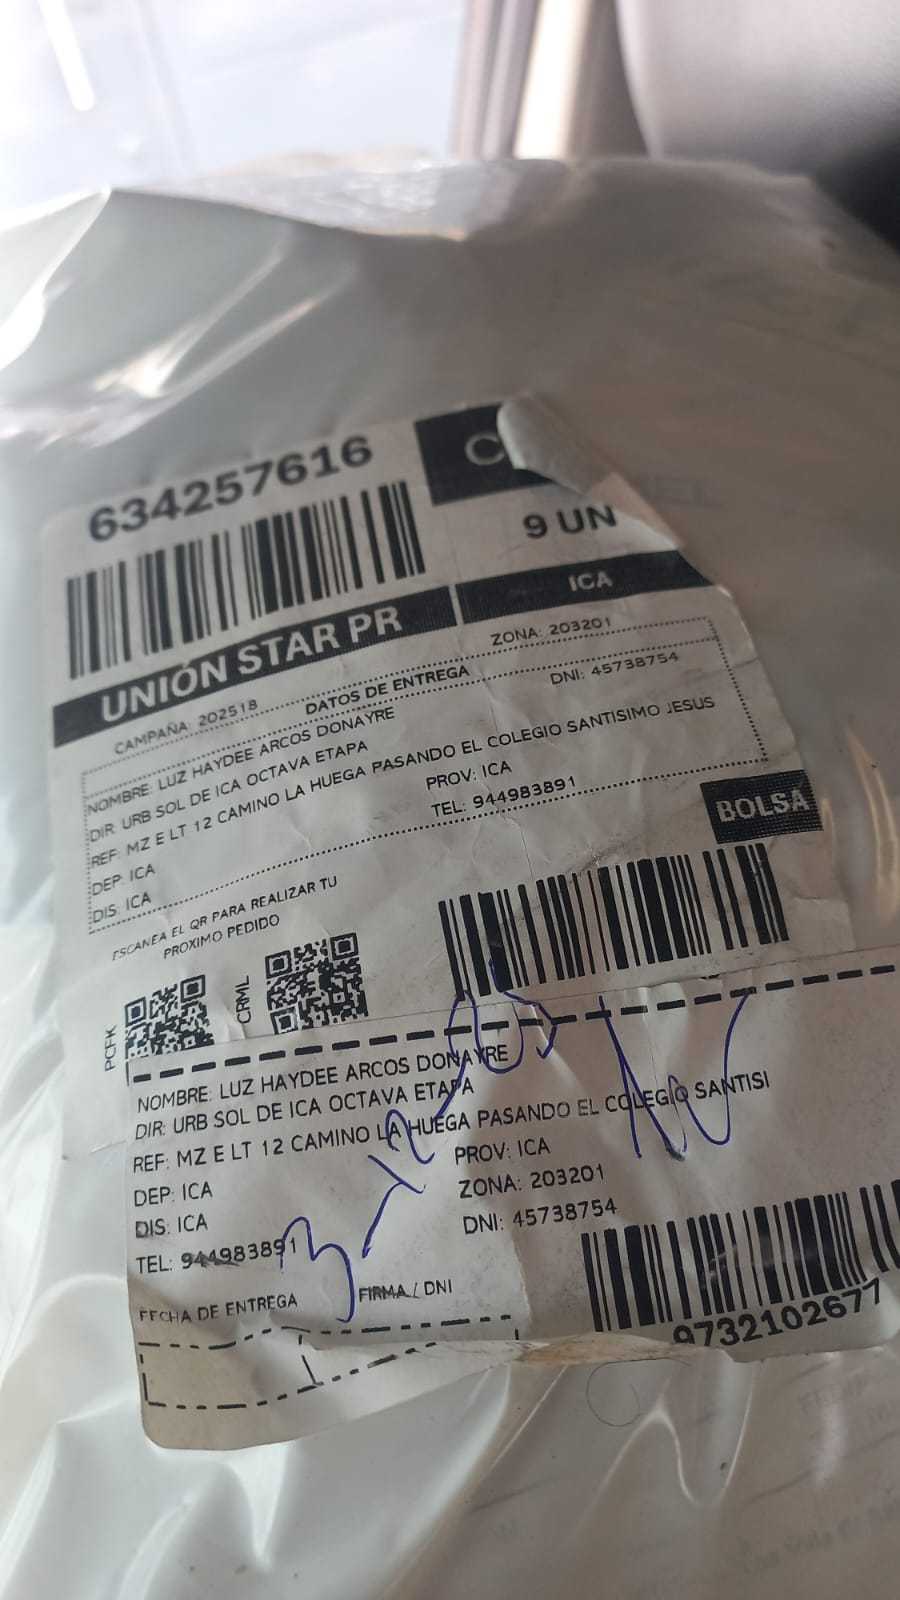 634257616
9 UN
UNIÓN STAR PR
ICA
CAMPAÑA: 202518
ZONA: 203201
DATOS DE ENTREGA
NOMBRE: LUZ HAYDEE ARCOS DONAYRE
DNI: 45738754
DIR: URB SOL DE ICA OCTAVA ETAPA
REF: MZ E LT 12 CAMINO LA HUEGA PASANDO EL COLEGIO SANTISIMO JESUS
DEP: ICA
PROV: ICA
DIS: ICA
TEL: 944983891
BOLSA
ESCANEA EL QR PARA REALIZAR TU
PROXIMO PEDIDO
PCFK
CRML
NOMBRE: LUZ HAYDEE ARCOS DONAYRE
DIR: URB SOL DE ICA OCTAVA ETAPA
REF: MZ E LT 12 CAMINO LA HUEGA PASANDO EL COLEGIO SANTISI
DEP: ICA
PROV: ICA
DIS: ICA
ZONA: 203201
TEL: 944983891
DNI: 45738754
FECHA DE ENTREGA
FIRMA / DNI
9732102677